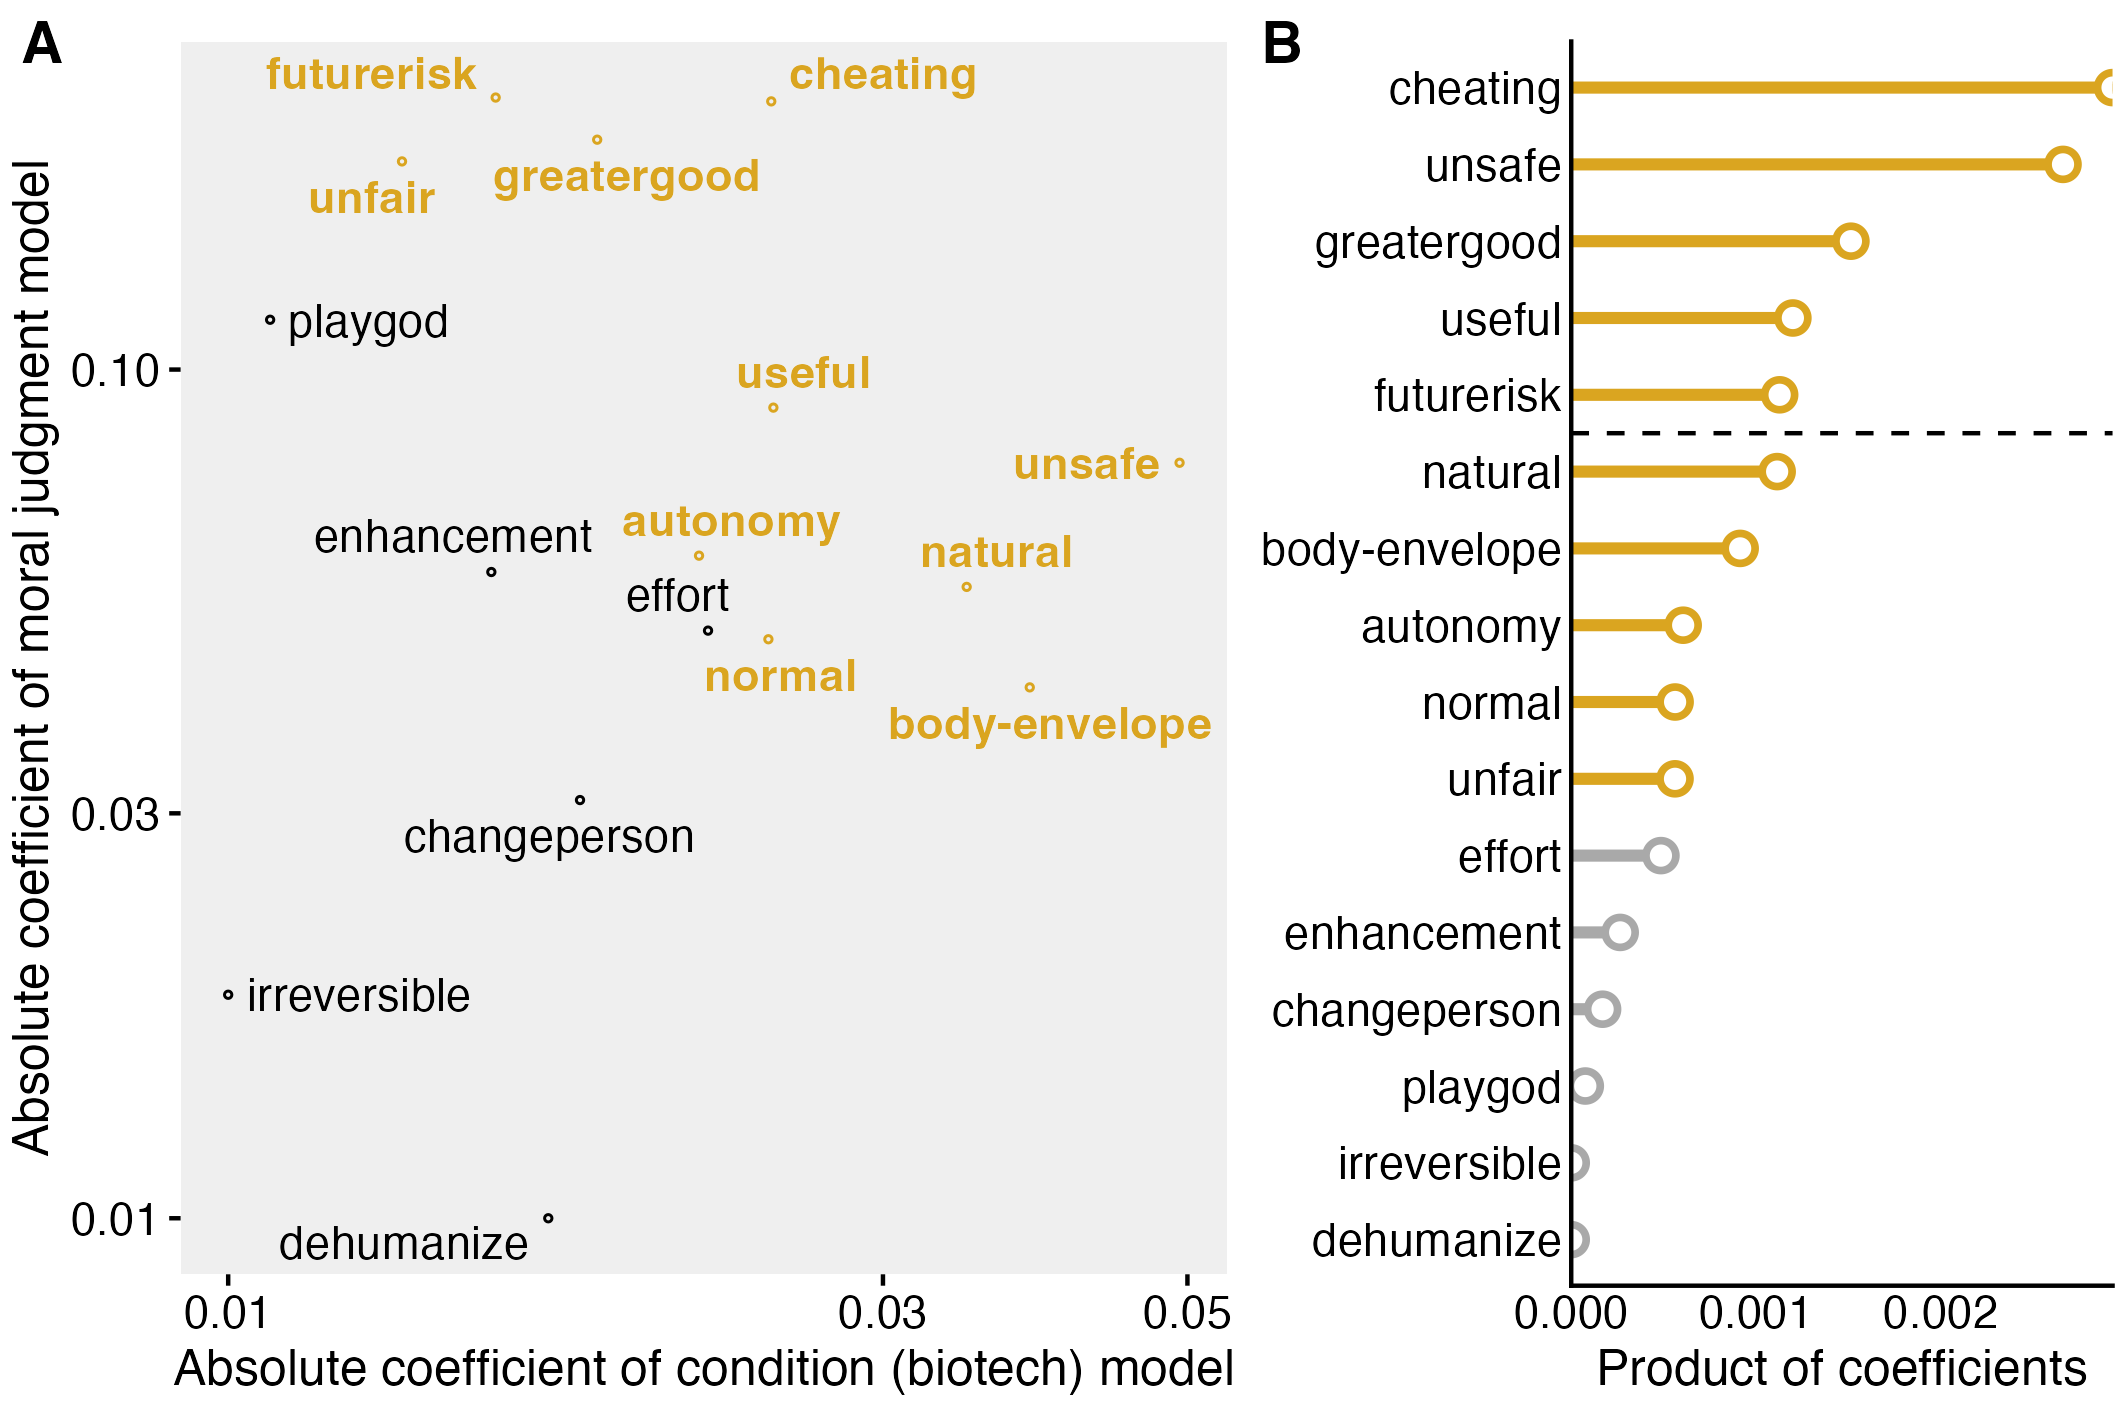 A
futurerisk
cheating
greatergood
unfair
playgod
0.10
useful
unsafe
autonomy
enhancement
natural
effort
normal
body-envelope
0.03
changeperson
irreversible
0.01
dehumanize
0.01
0.03
0.05
Absolute coefficient of condition (biotech) model
Absolute coefficient of moral judgment model
B
cheating
unsafe
greatergood
useful
futurerisk
natural
body-envelope
autonomy
normal
unfair
effort
enhancement
changeperson
playgod
irreversible
dehumanize
0.000
0.001
0.002
Product of coefficients